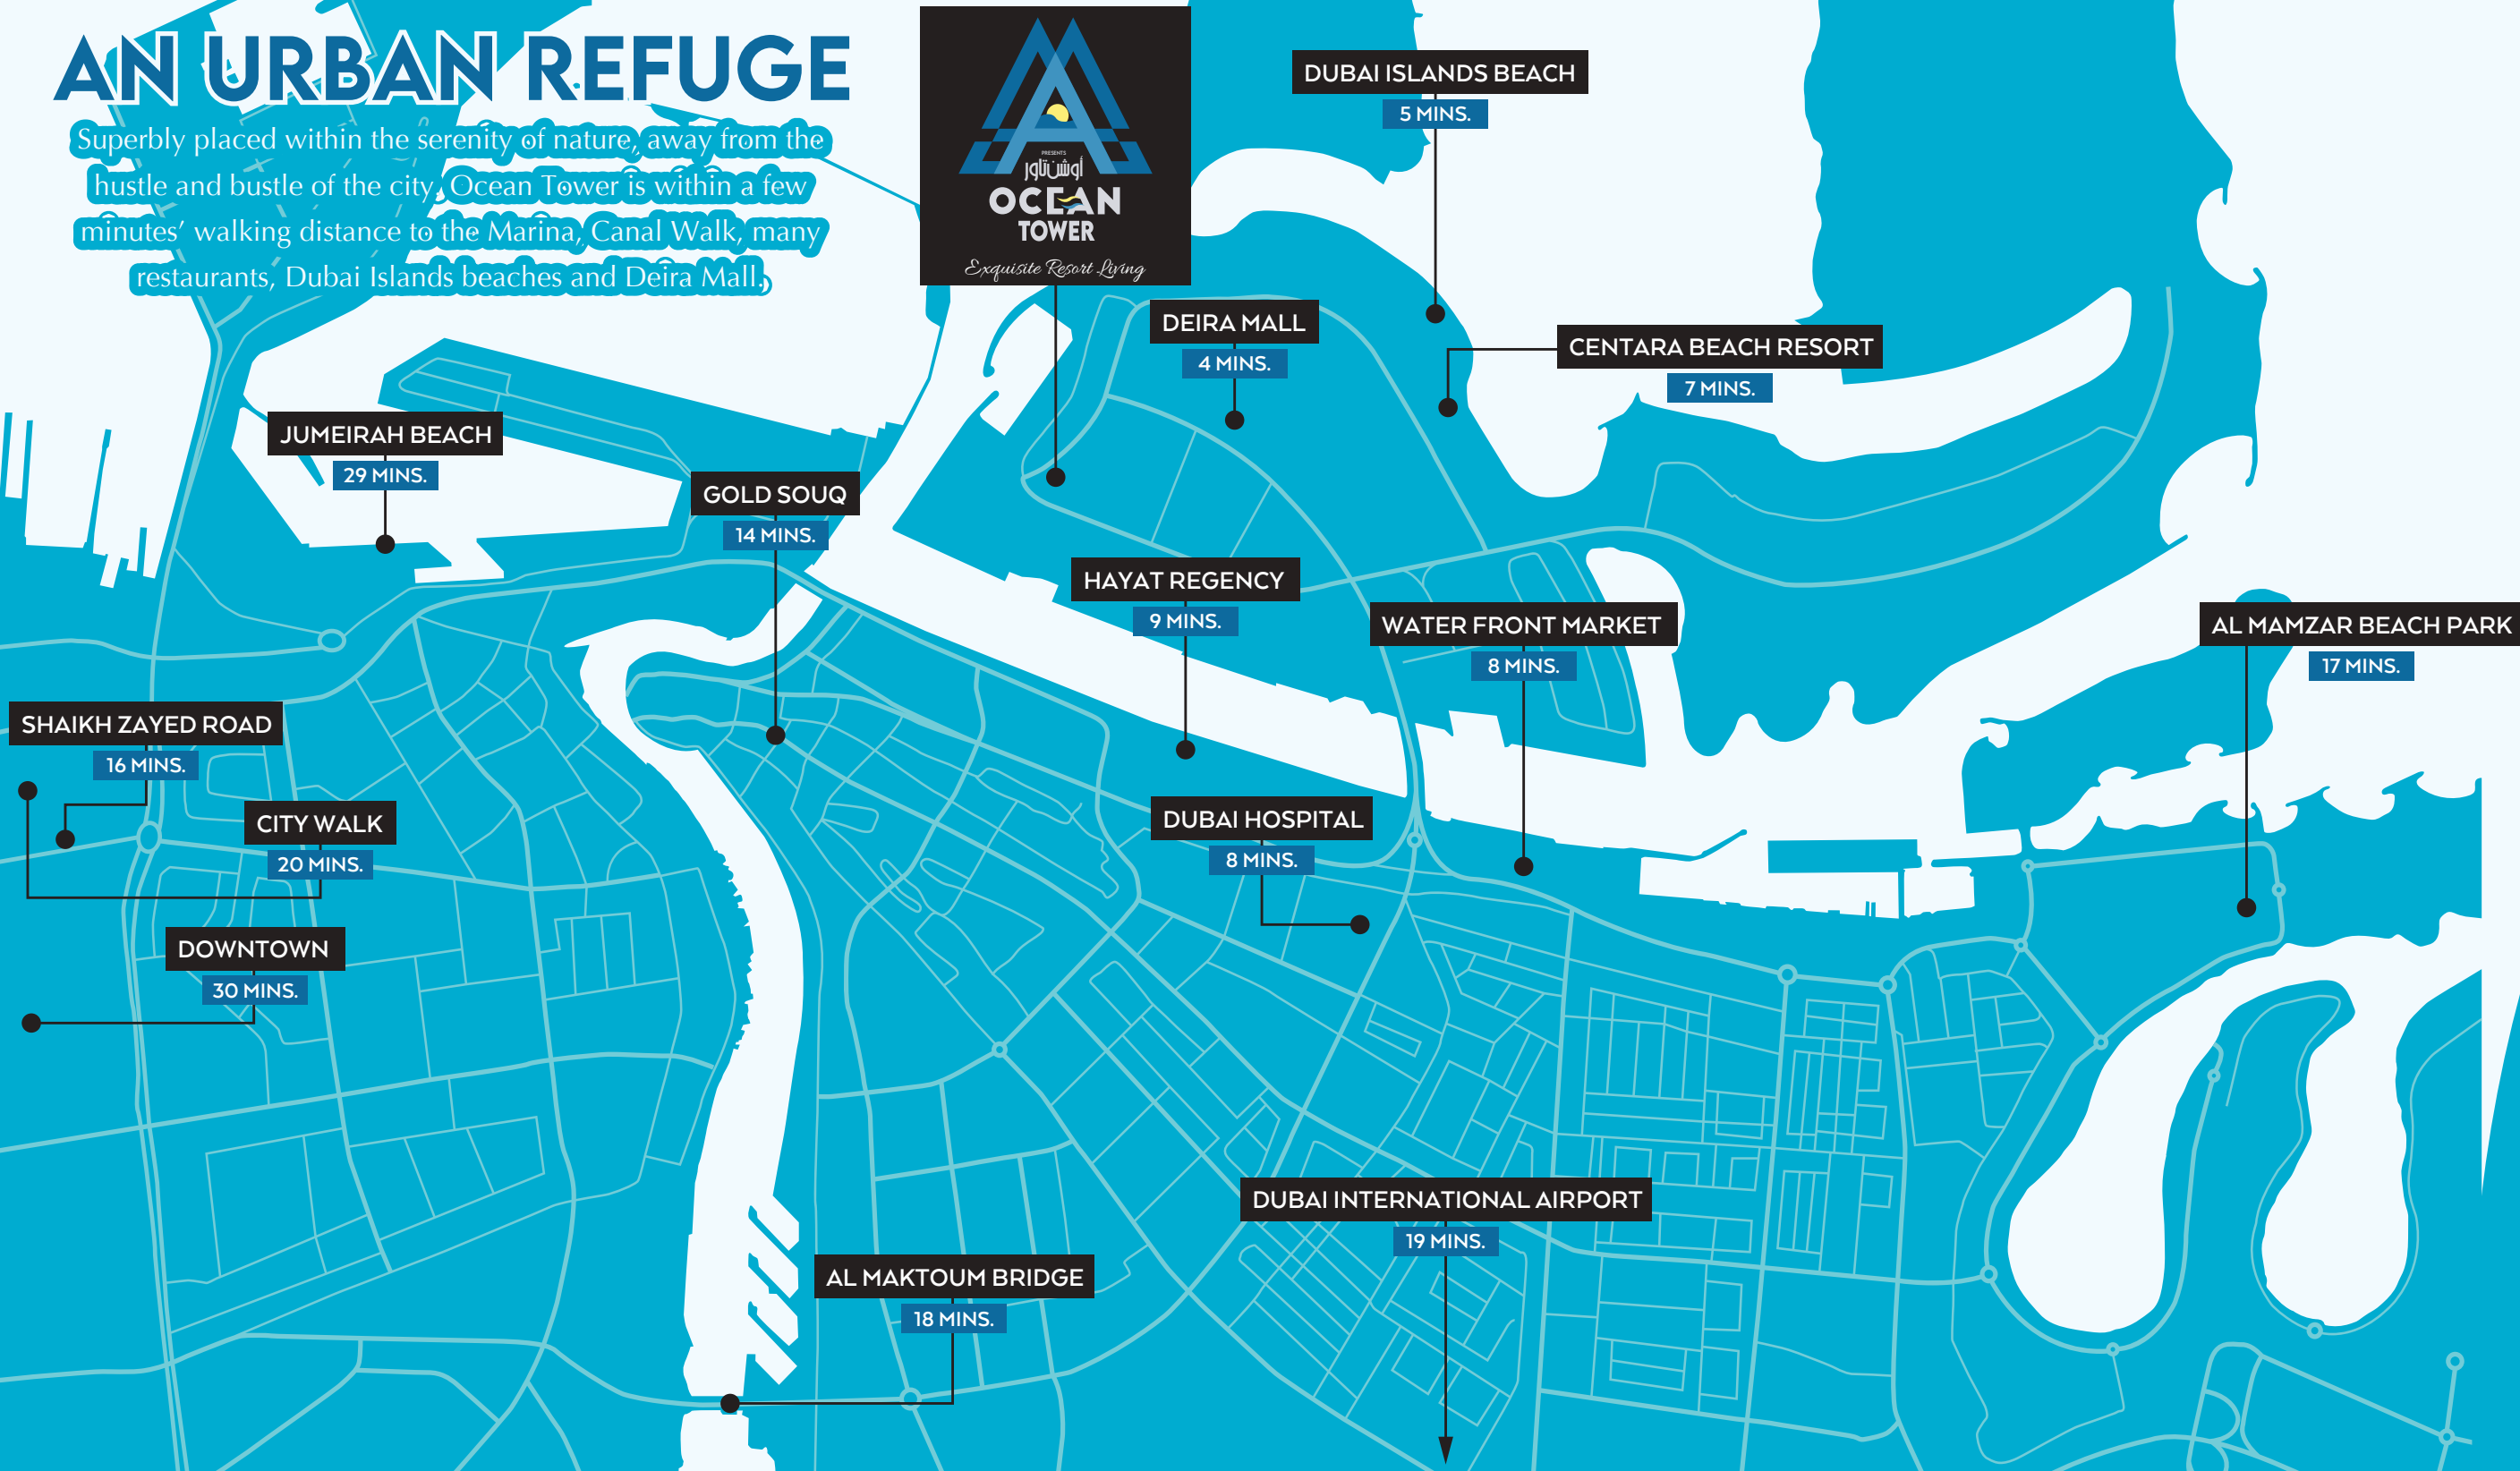 AN URBAN REFUGE
Superbly placed within the serenity of nature, away from the
hustle and bustle of the city, Ocean Tower is within a few
minutes’ walking distance to the Marina, Canal Walk, many
restaurants, Dubai Islands beaches and Deira Mall.
PRESENTS
أوشن تاور
OCEAN
TOWER
Exquisite Resort Living
DUBAI ISLANDS BEACH
5 MINS.
DEIRA MALL
4 MINS.
CENTARA BEACH RESORT
7 MINS.
JUMEIRAH BEACH
29 MINS.
GOLD SOUQ
14 MINS.
HAYAT REGENCY
9 MINS.
WATER FRONT MARKET
8 MINS.
AL MAMZAR BEACH PARK
17 MINS.
SHAIKH ZAYED ROAD
16 MINS.
CITY WALK
20 MINS.
DUBAI HOSPITAL
8 MINS.
DOWNTOWN
30 MINS.
DUBAI INTERNATIONAL AIRPORT
19 MINS.
AL MAKTOUM BRIDGE
18 MINS.